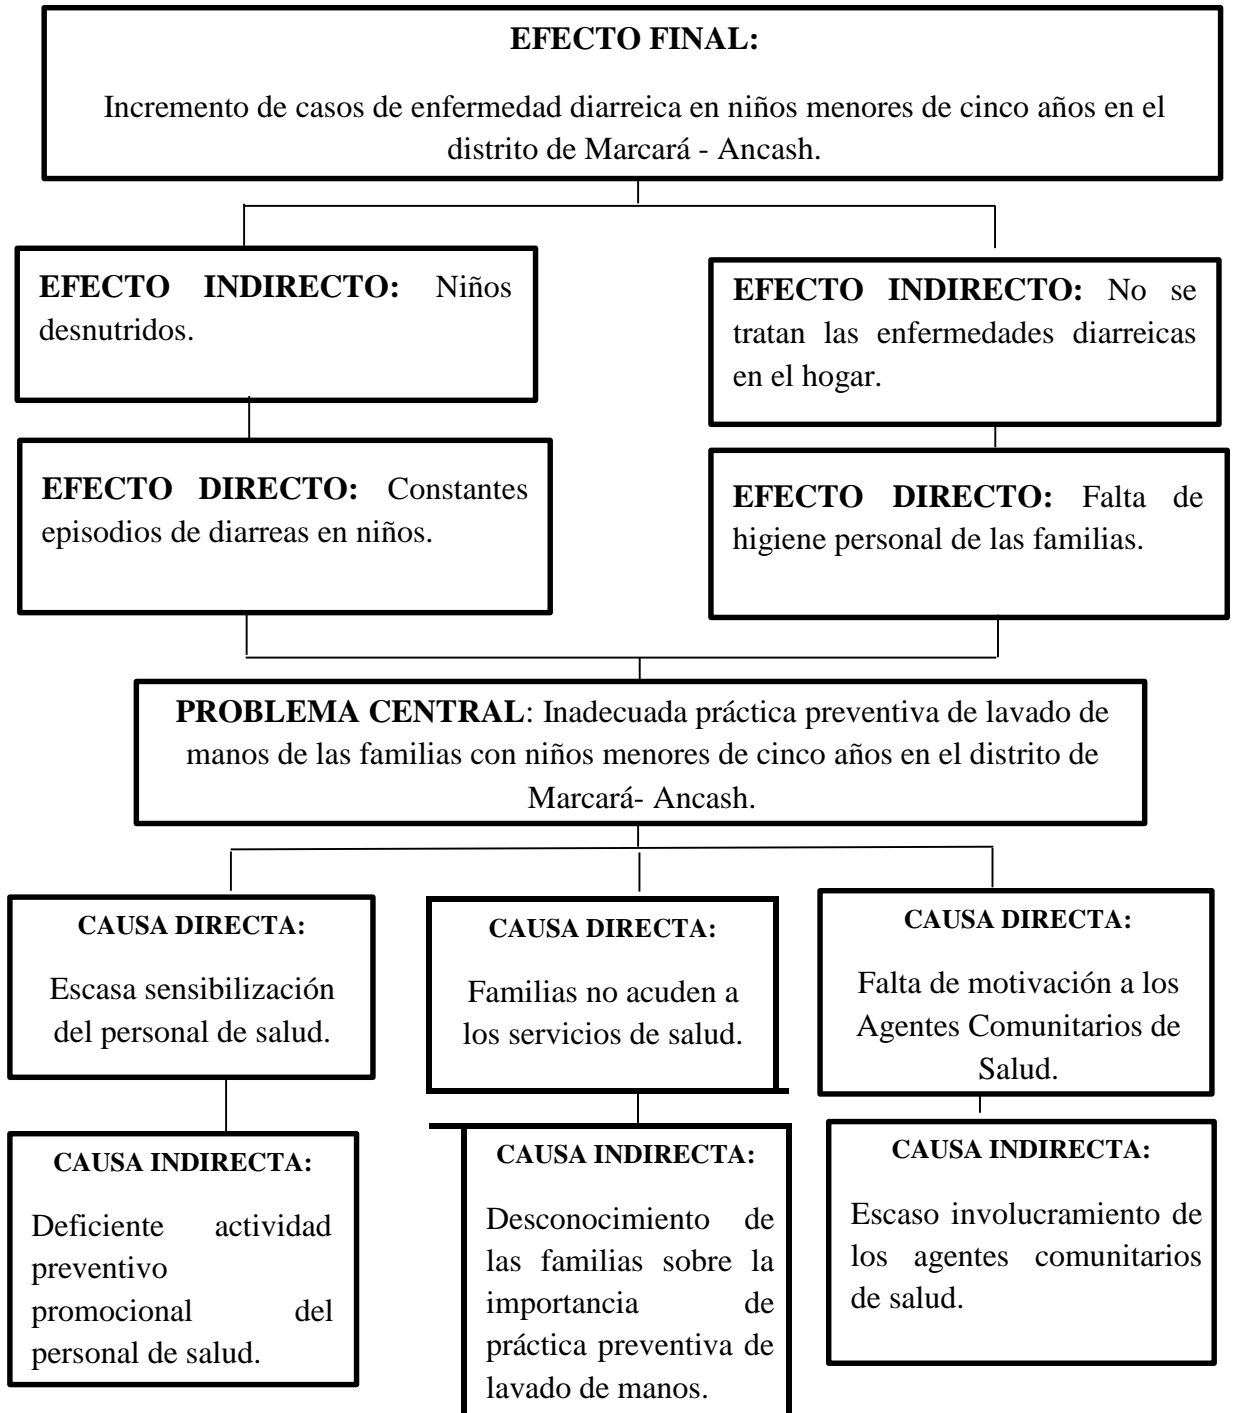 EFECTO FINAL:
Incremento de casos de enfermedad diarreica en niños menores de cinco años en el
distrito de Marcará - Ancash.
EFECTO INDIRECTO: Niños
desnutridos.
EFECTO INDIRECTO: No se
tratan las enfermedades diarreicas
en el hogar.
EFECTO DIRECTO: Constantes
episodios de diarreas en niños.
EFECTO DIRECTO: Falta de
higiene personal de las familias.
PROBLEMA CENTRAL: Inadecuada práctica preventiva de lavado de
manos de las familias con niños menores de cinco años en el distrito de
Marcará- Ancash.
CAUSA DIRECTA:
Escasa sensibilización
del personal de salud.
CAUSA DIRECTA:
Familias no acuden a
los servicios de salud.
CAUSA DIRECTA:
Falta de motivación a los
Agentes Comunitarios de
Salud.
CAUSA INDIRECTA:
Deficiente actividad
preventivo
promocional del
personal de salud.
CAUSA INDIRECTA:
Desconocimiento de
las familias sobre la
importancia de
práctica preventiva de
lavado de manos.
CAUSA INDIRECTA:
Escaso involucramiento de
los agentes comunitarios
de salud.